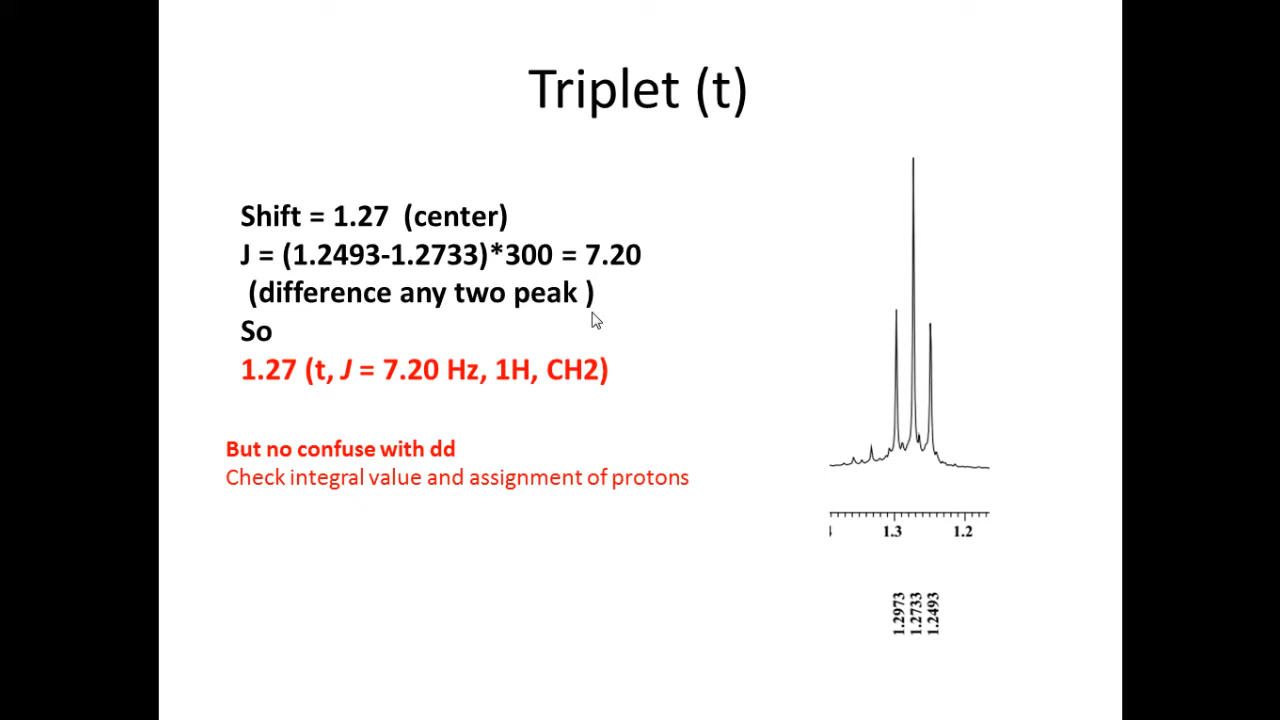 Triplet (t)
Shift = 1.27 (center)
J = (1.2493-1.2733)*300 = 7.20
(difference any two peak )
So
1.27 (t, J = 7.20 Hz, 1H, CH2)
But no confuse with dd
Check integral value and assignment of protons
1.3 1.2
1.2973
1.2733
1.2493